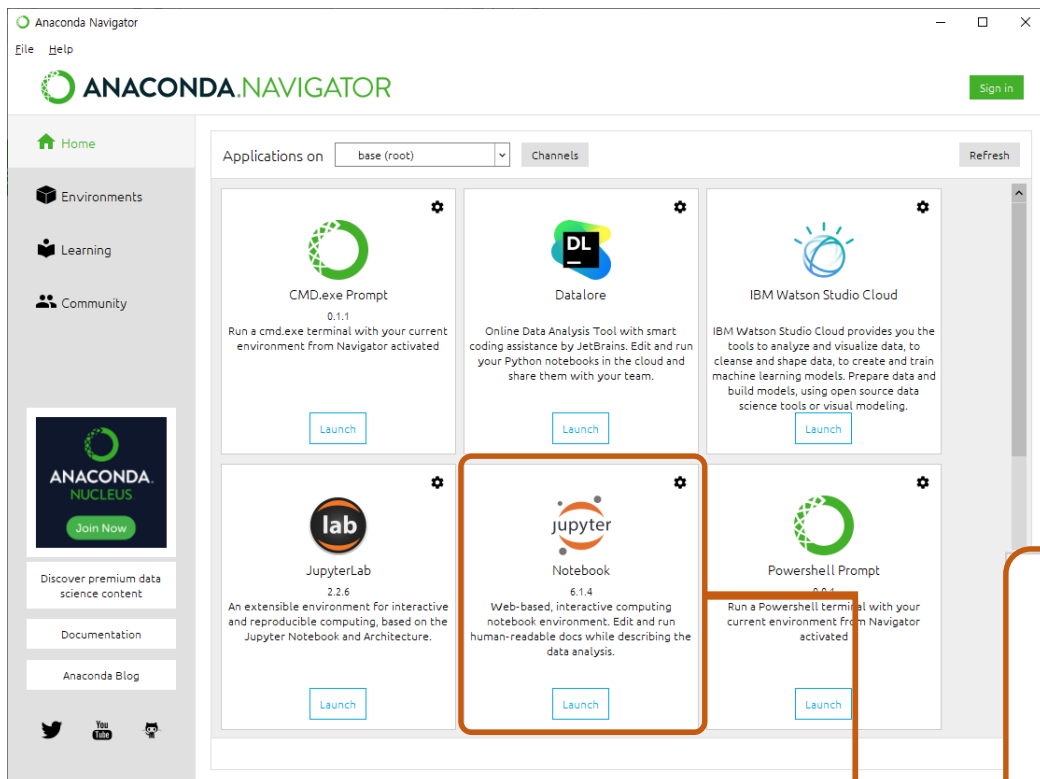 Anaconda Navigator
File Help
ANACONDA.NAVIGATOR
Sign in
Home
Environments
Learning
Community
Applications on base (root) Channels
Refresh
CMD.exe Prompt
0.1.1
Run a cmd.exe terminal with your current
environment from Navigator activated
Launch
DL
Datalore
Online Data Analysis Tool with smart
coding assistance by JetBrains. Edit and run
your Python notebooks in the cloud and
share them with your team.
Launch
IBM Watson Studio Cloud
IBM Watson Studio Cloud provides you the
tools to analyze and visualize data, to
cleanse and shape data, to create and train
machine learning models. Prepare data and
build models, using open source data
science tools or visual modeling.
Launch
lab
JupyterLab
2.2.6
An extensible environment for interactive
and reproducible computing, based on the
Jupyter Notebook and Architecture.
Launch
jupyter
Notebook
6.1.4
Web-based, interactive computing
notebook environment. Edit and run
human-readable docs while describing the
data analysis.
Launch
Powershell Prompt
Run a Powershell terminal with your
current environment from Navigator
activated
Launch
ANACONDA.
NUCLEUS
Join Now
Discover premium data
science content
Documentation
Anaconda Blog
You
Tube